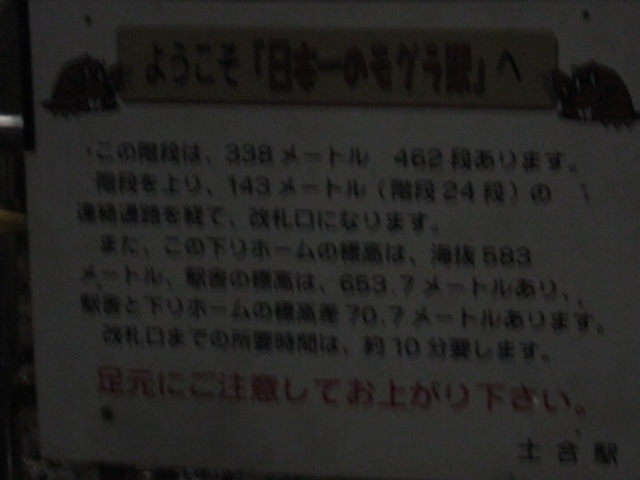 ようこそ「日本一のモグラ駅」へ
この階段は、338メートル 462段あります。
階段を上り、143メートル（階段24段）の
連絡通路を経て、改札口になります。
また、この下りホームの標高は、海抜583
メートル、駅舎の標高は、653.7メートルあり、
駅舎と下りホームの標高差70.7メートルあります。
改札口までの所要時間は、約10分要します。
足元にご注意してお上がり下さい。
土合駅